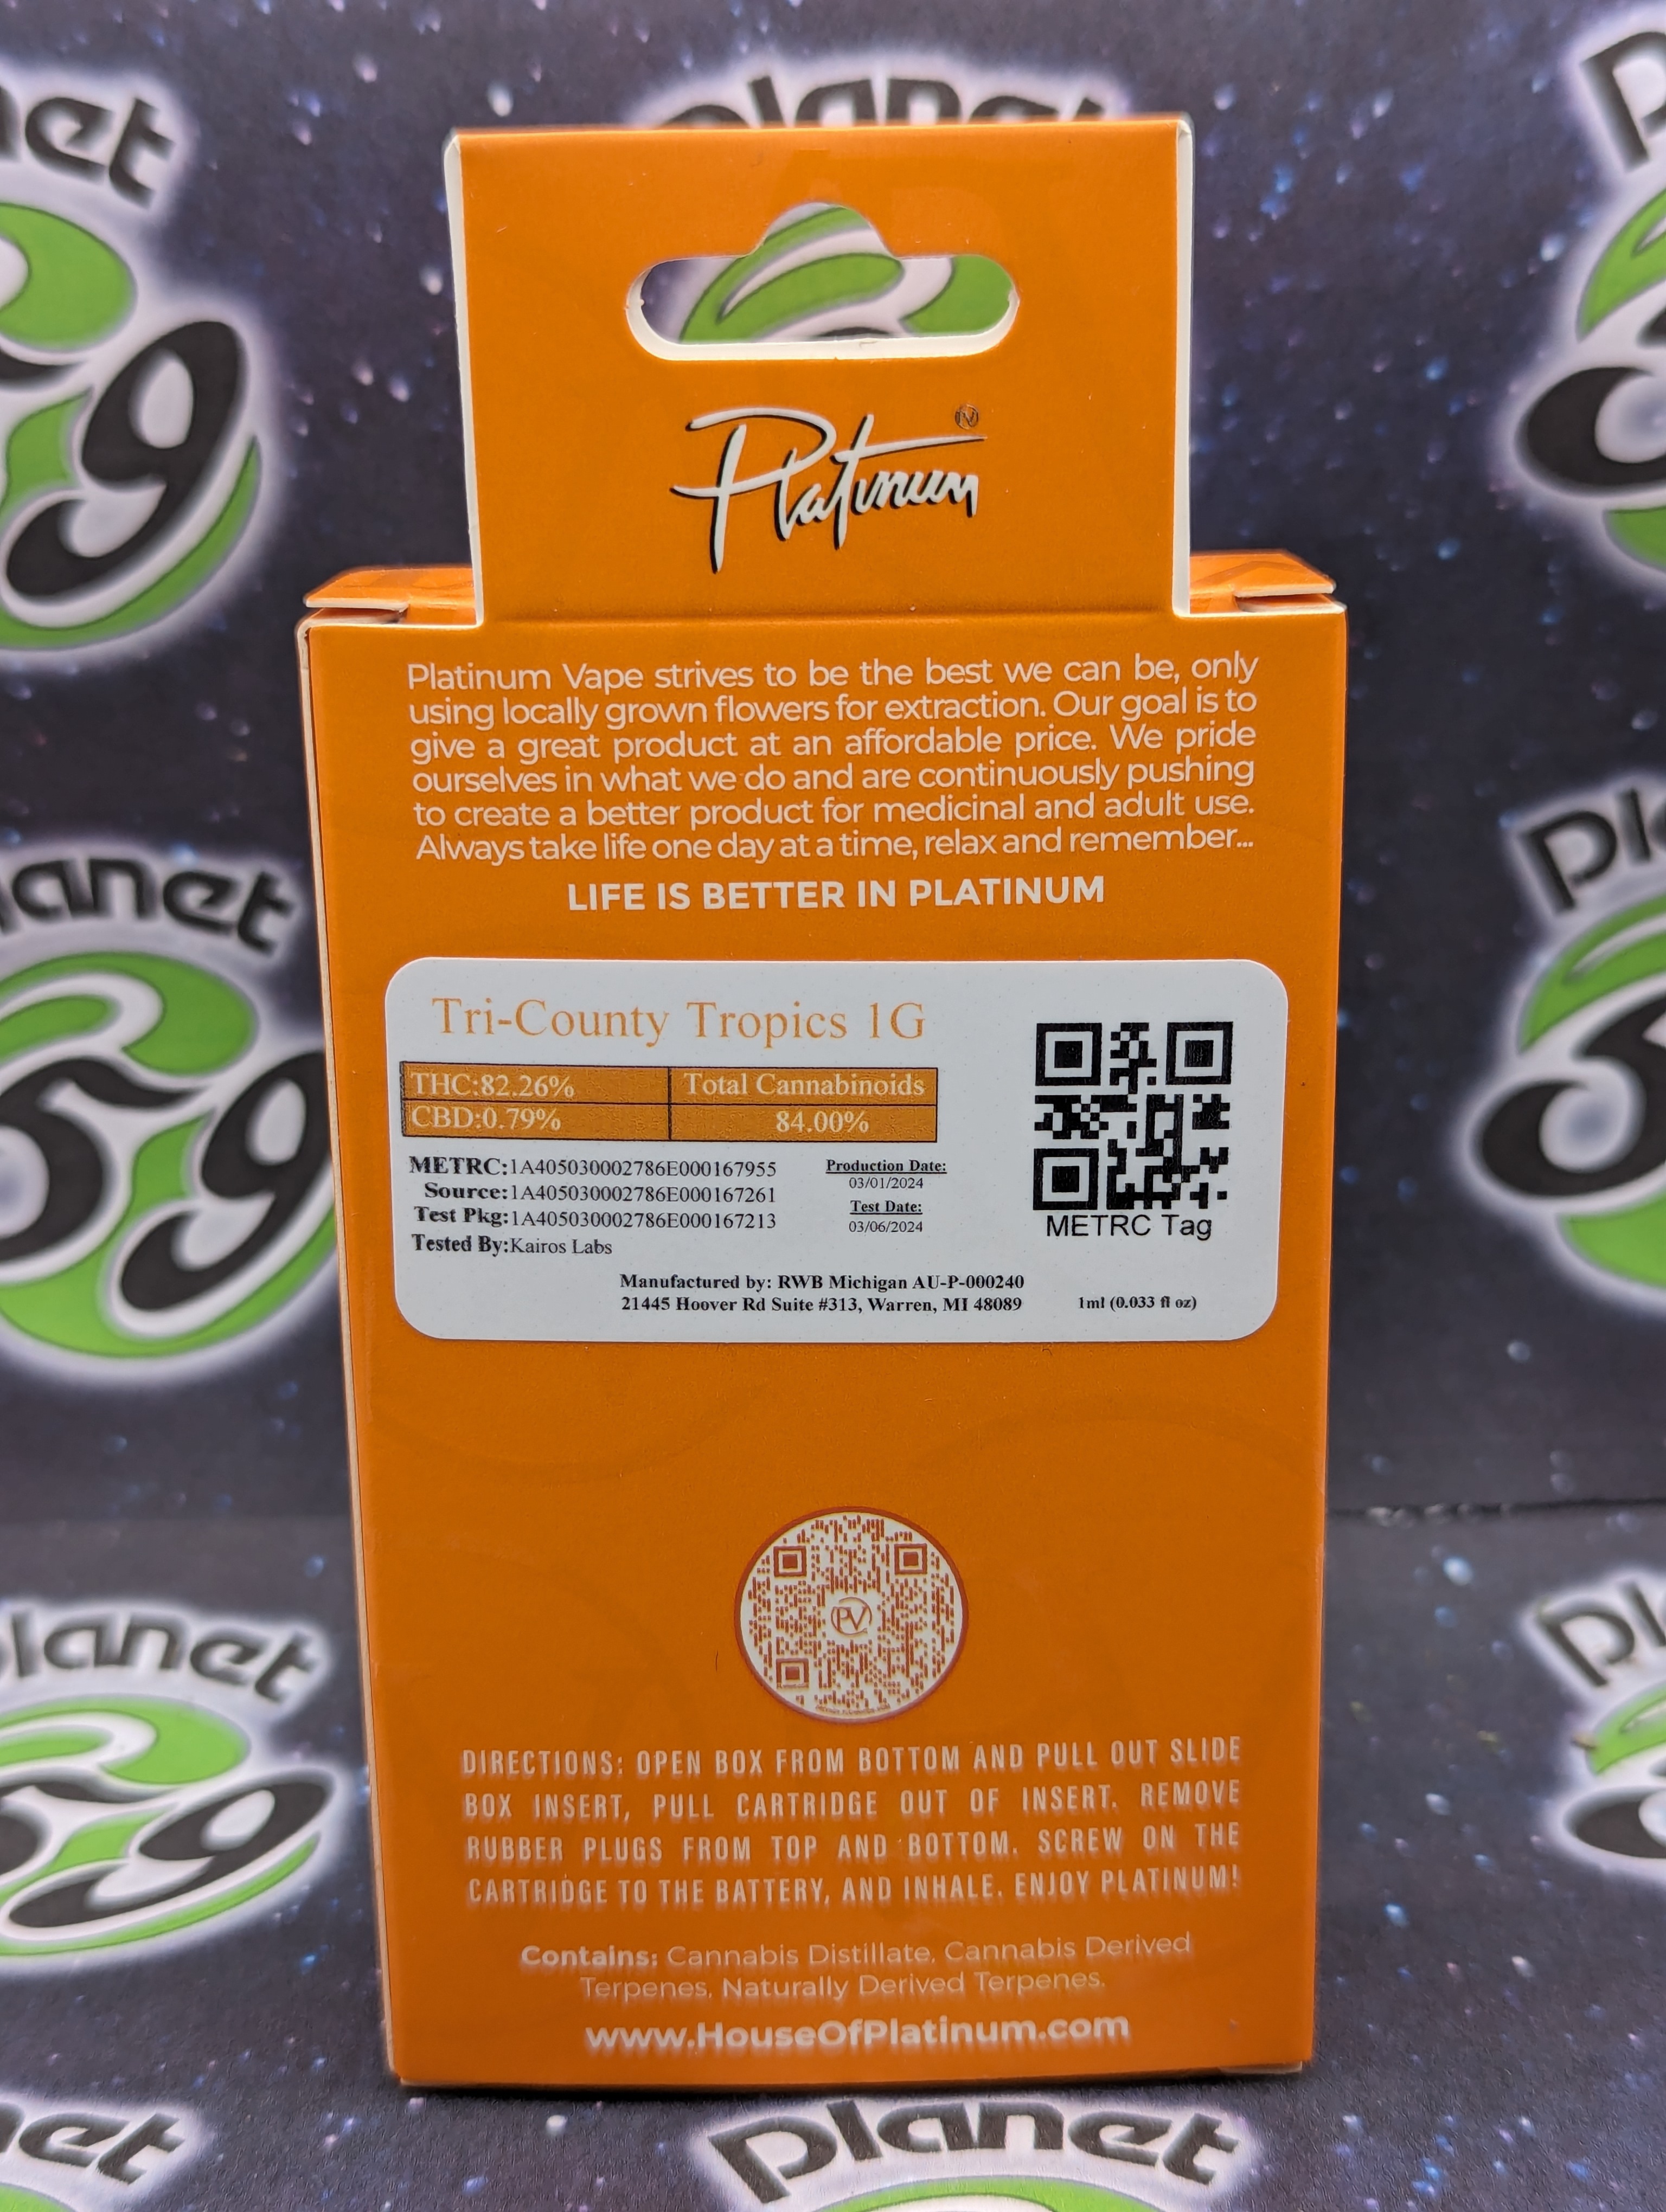 planet
Platinum
Platinum Vape strives to be the best we can be, only
using locally grown flowers for extraction. Our goal is to
give a great product at an affordable price. We pride
ourselves in what we do and are continuously pushing
to create a better product for medicinal and adult use.
Always take life one day at a time, relax and remember...
LIFE IS BETTER IN PLATINUM
Tri-County Tropics 1G
THC:82.26%
Total Cannabinoids
CBD:0.79%
84.00%
METRC:1A405030002786E000167955
Source:1A405030002786E000167261
Test Pkg:1A405030002786E000167213
Tested By:Kairos Labs
Production Date:
03/01/2024
Test Date:
03/06/2024
METRC Tag
Manufactured by: RWB Michigan AU-P-000240
21445 Hoover Rd Suite #313, Warren, MI 48089
1ml (0.033 fl oz)
PV
DIRECTIONS: OPEN BOX FROM BOTTOM AND PULL OUT SLIDE
BOX INSERT, PULL CARTRIDGE OUT OF INSERT. REMOVE
RUBBER PLUGS FROM TOP AND BOTTOM. SCREW ON THE
CARTRIDGE TO THE BATTERY, AND INHALE. ENJOY PLATINUM!
Contains: Cannabis Distillate, Cannabis Derived
Terpenes, Naturally Derived Terpenes.
www.HouseOfPlatinum.com
planet
59
planet
59
planet